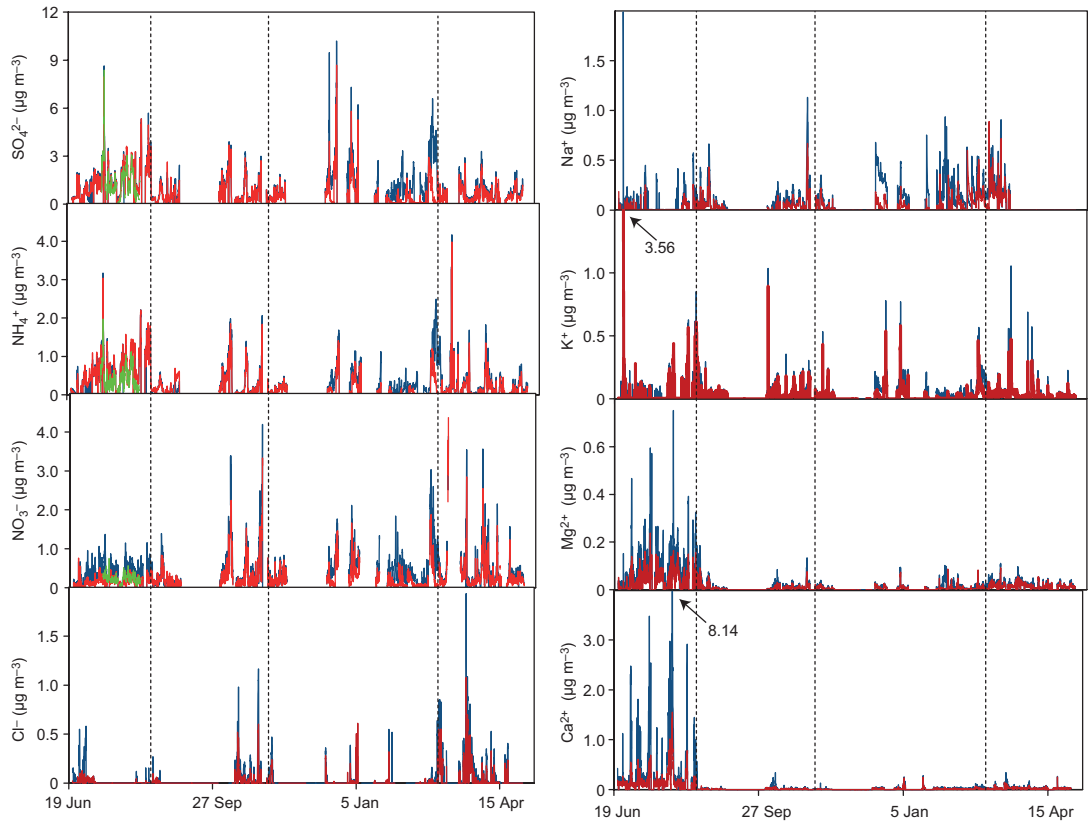 SO₄²⁻ (µg m⁻³)
12
9
6
3
0
NH₄⁺ (µg m⁻³)
4.0
3.0
2.0
1.0
0
NO₃⁻ (µg m⁻³)
4.0
3.0
2.0
1.0
0
Cl⁻ (µg m⁻³)
1.5
1.0
0.5
0
19 Jun
27 Sep
5 Jan
15 Apr
Na⁺ (µg m⁻³)
1.5
1.0
0.5
0
K⁺ (µg m⁻³)
1.0
0.5
0
3.56
Mg²⁺ (µg m⁻³)
0.6
0.4
0.2
0
Ca²⁺ (µg m⁻³)
3.0
2.0
1.0
0
8.14
19 Jun
27 Sep
5 Jan
15 Apr